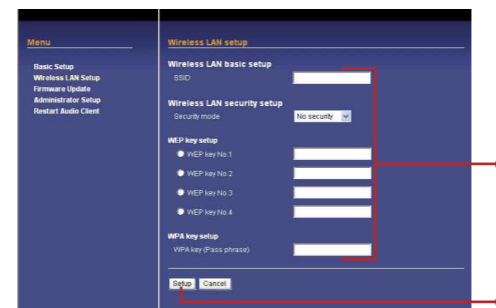 Menu
Basic Setup
Wireless LAN Setup
Firmware Update
Administrator Setup
Restart Audio Client
Wireless LAN setup
Wireless LAN basic setup
SSID
Wireless LAN security setup
Security mode
No security
WEP key setup
WEP key No.1
WEP key No.2
WEP key No.3
WEP key No.4
WPA key setup
WPA key (Pass phrase)
Setup Cancel